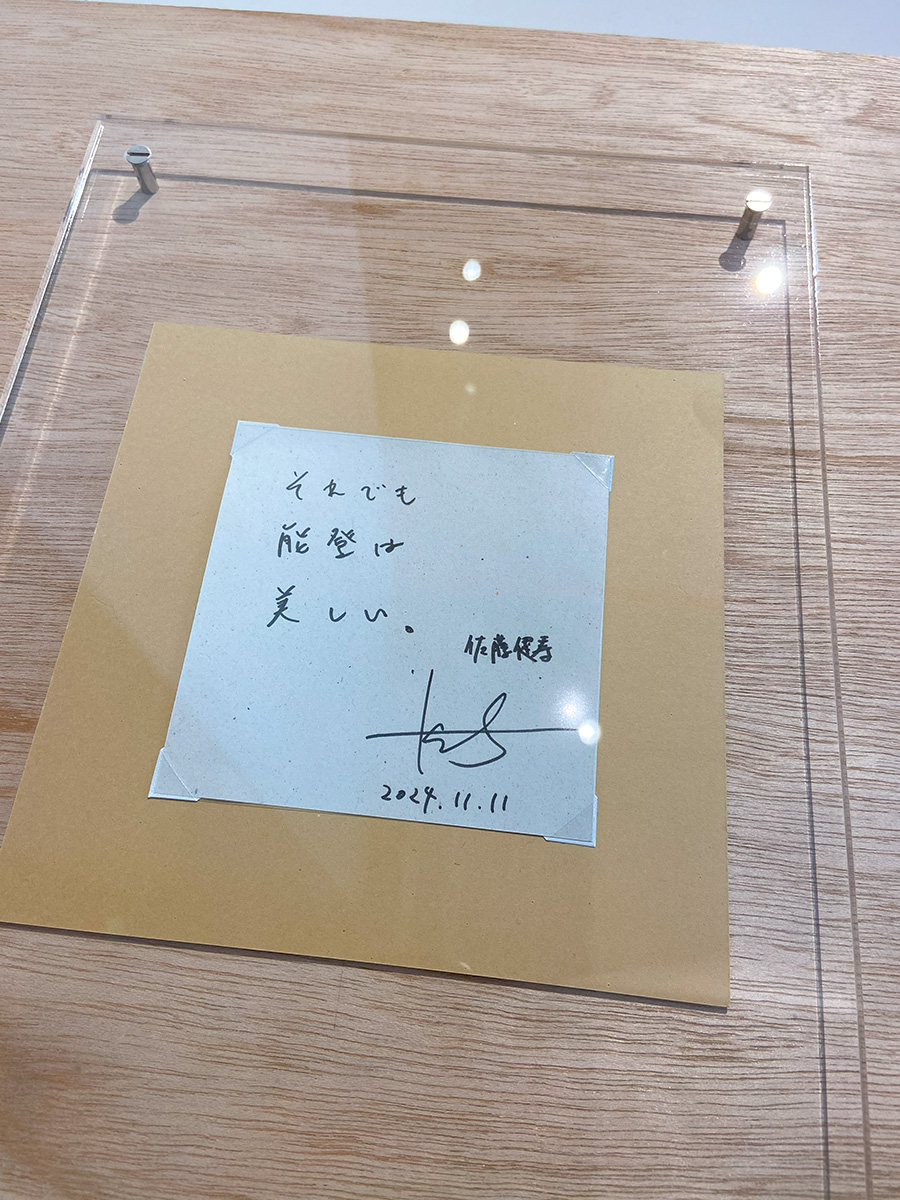 それでも
能登は
美しい。
佐藤健寿
2024.11.11